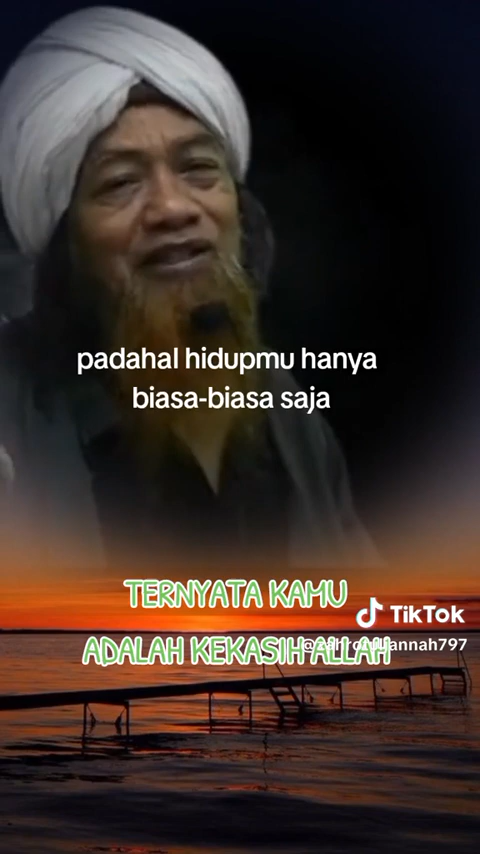 padahal hidupmu hanya
biasa-biasa saja
TERNYATA KAMU
TikTok
ADALAH KEKASIH ALLAH